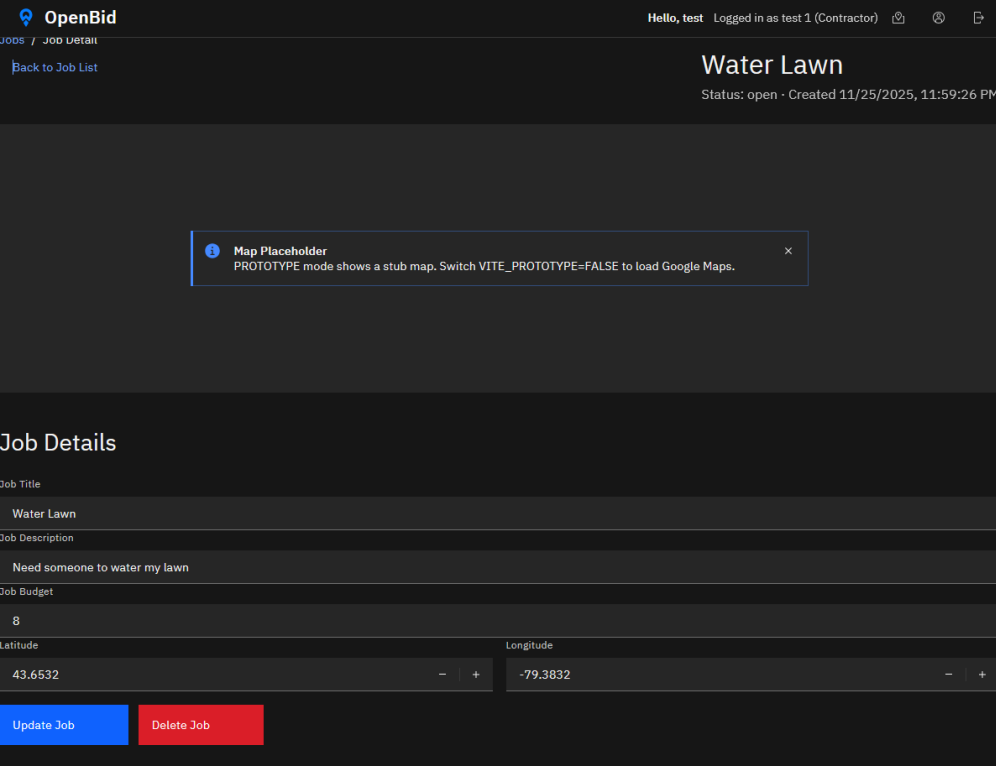 OpenBid
Hello, test Logged in as test 1 (Contractor)
Jobs / Job Detail
Back to Job List
Water Lawn
Status: open · Created 11/25/2025, 11:59:26 PM
Map Placeholder
PROTOTYPE mode shows a stub map. Switch VITE_PROTOTYPE=FALSE to load Google Maps.
Job Details
Job Title
Water Lawn
Job Description
Need someone to water my lawn
Job Budget
8
Latitude
Longitude
43.6532
-79.3832
Update Job
Delete Job